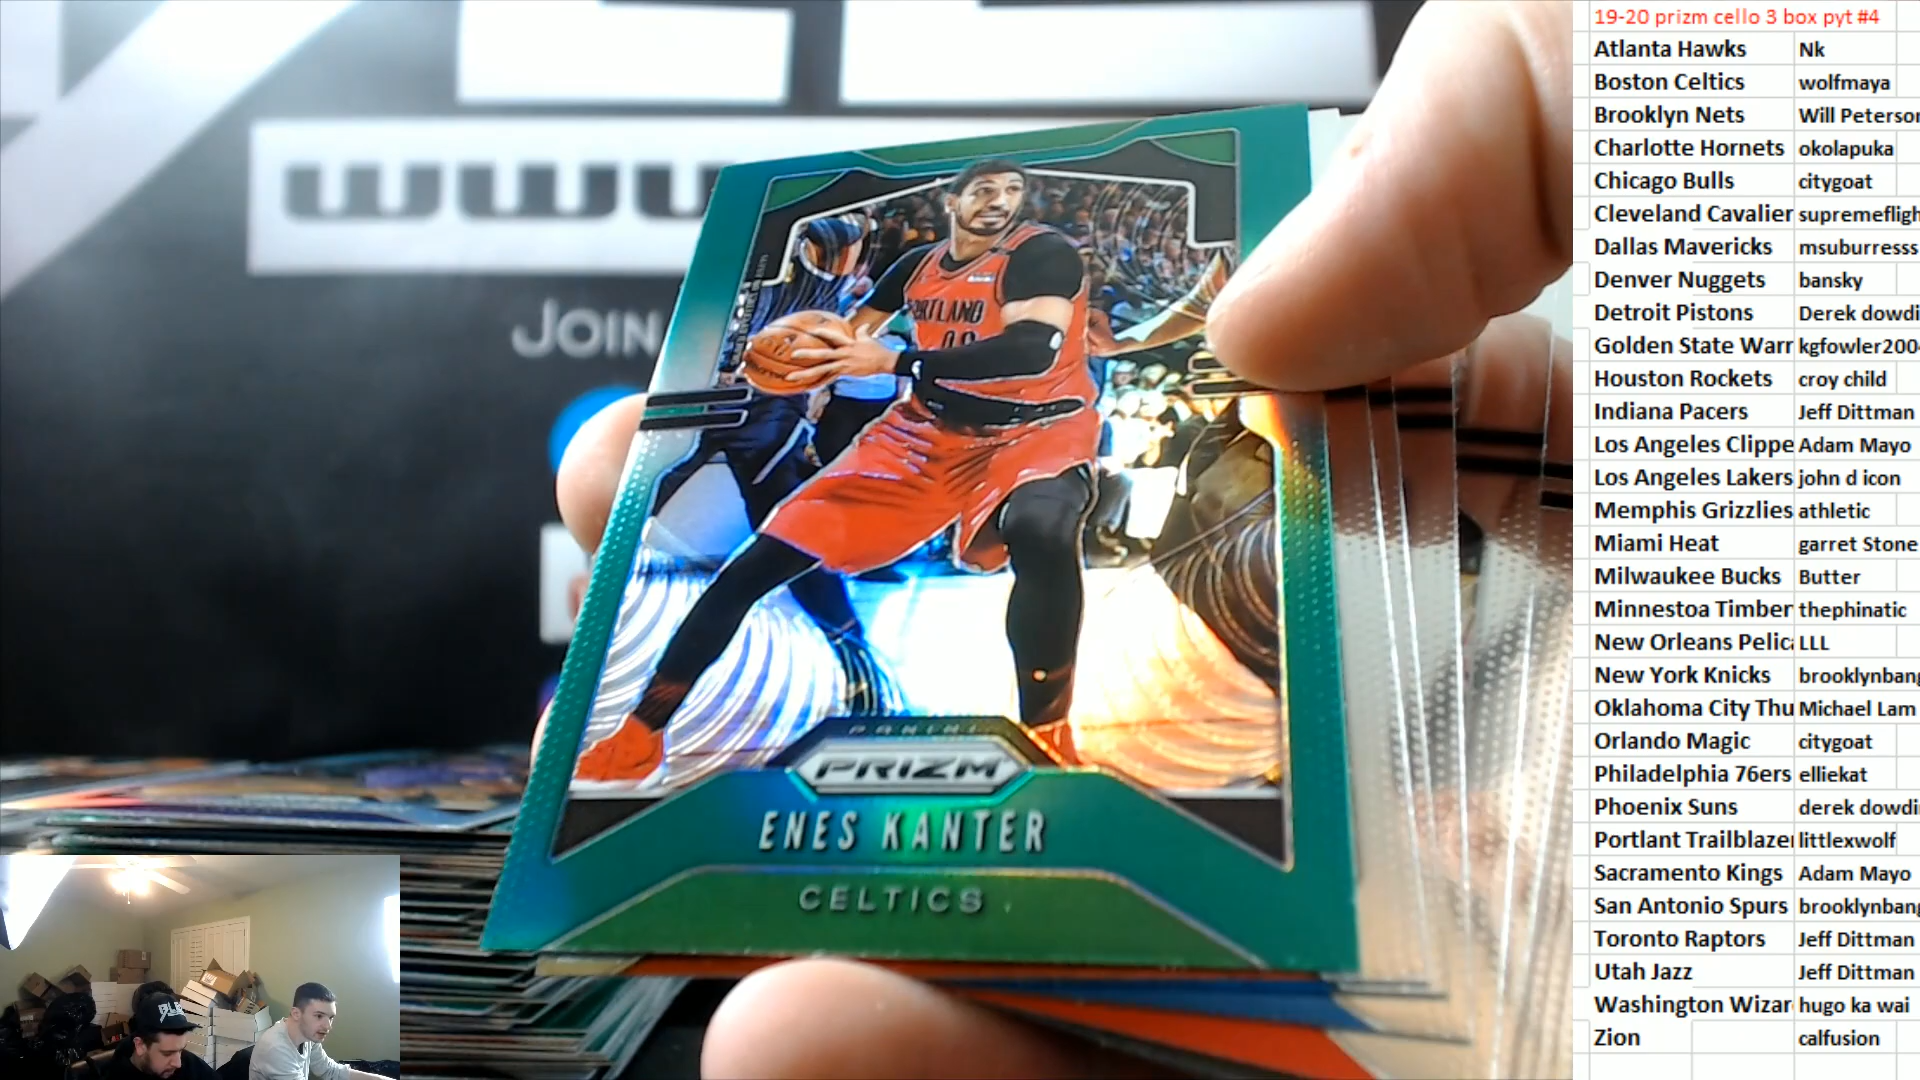 19-20 prizm cello 3 box pyt #4
Atlanta Hawks Nk
Boston Celtics wolfmaya
Brooklyn Nets Will Peterson
Charlotte Hornets okolapuka
Chicago Bulls citygoat
Cleveland Cavalier supremefligh
Dallas Mavericks msuburresss
Denver Nuggets bansky
Detroit Pistons Derek dowdi
Golden State Warr kgfowler200
Houston Rockets croy child
Indiana Pacers Jeff Dittman
Los Angeles Clippe Adam Mayo
Los Angeles Lakers john d icon
Memphis Grizzlies athletic
Miami Heat garret Stone
Milwaukee Bucks Butter
Minnestoa Timber thephinatic
New Orleans Pelic LLL
New York Knicks brooklynbang
Oklahoma City Thu Michael Lam
Orlando Magic citygoat
Philadelphia 76ers elliekat
Phoenix Suns derek dowdi
Portlant Trailblazer littlexwolf
Sacramento Kings Adam Mayo
San Antonio Spurs brooklynbang
Toronto Raptors Jeff Dittman
Utah Jazz Jeff Dittman
Washington Wizar hugo ka wai
Zion calfusion
JOIN
PANINI
PRIZM
ENES KANTER
CELTICS